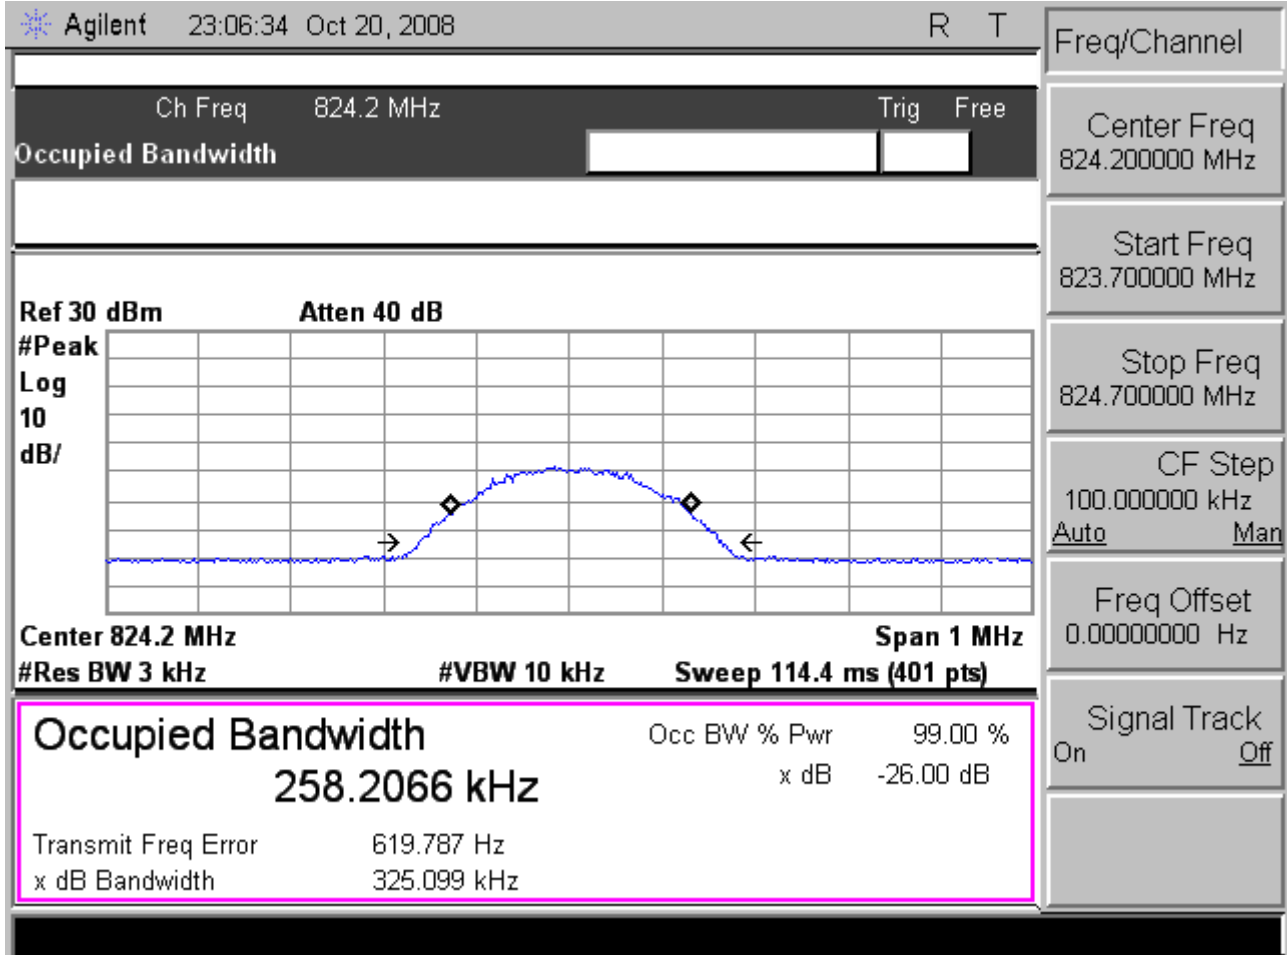 Agilent 23:06:34 Oct 20, 2008 R T
Freq/Channel
Ch Freq 824.2 MHz Trig Free
Occupied Bandwidth
Center Freq
824.200000 MHz
Start Freq
823.700000 MHz
Stop Freq
824.700000 MHz
CF Step
100.000000 kHz
Auto Man
Freq Offset
0.00000000 Hz
Signal Track
On Off
Ref 30 dBm Atten 40 dB
#Peak
Log
10
dB/
Center 824.2 MHz Span 1 MHz
#Res BW 3 kHz #VBW 10 kHz Sweep 114.4 ms (401 pts)
Occupied Bandwidth Occ BW % Pwr 99.00 %
258.2066 kHz x dB -26.00 dB
Transmit Freq Error 619.787 Hz
x dB Bandwidth 325.099 kHz